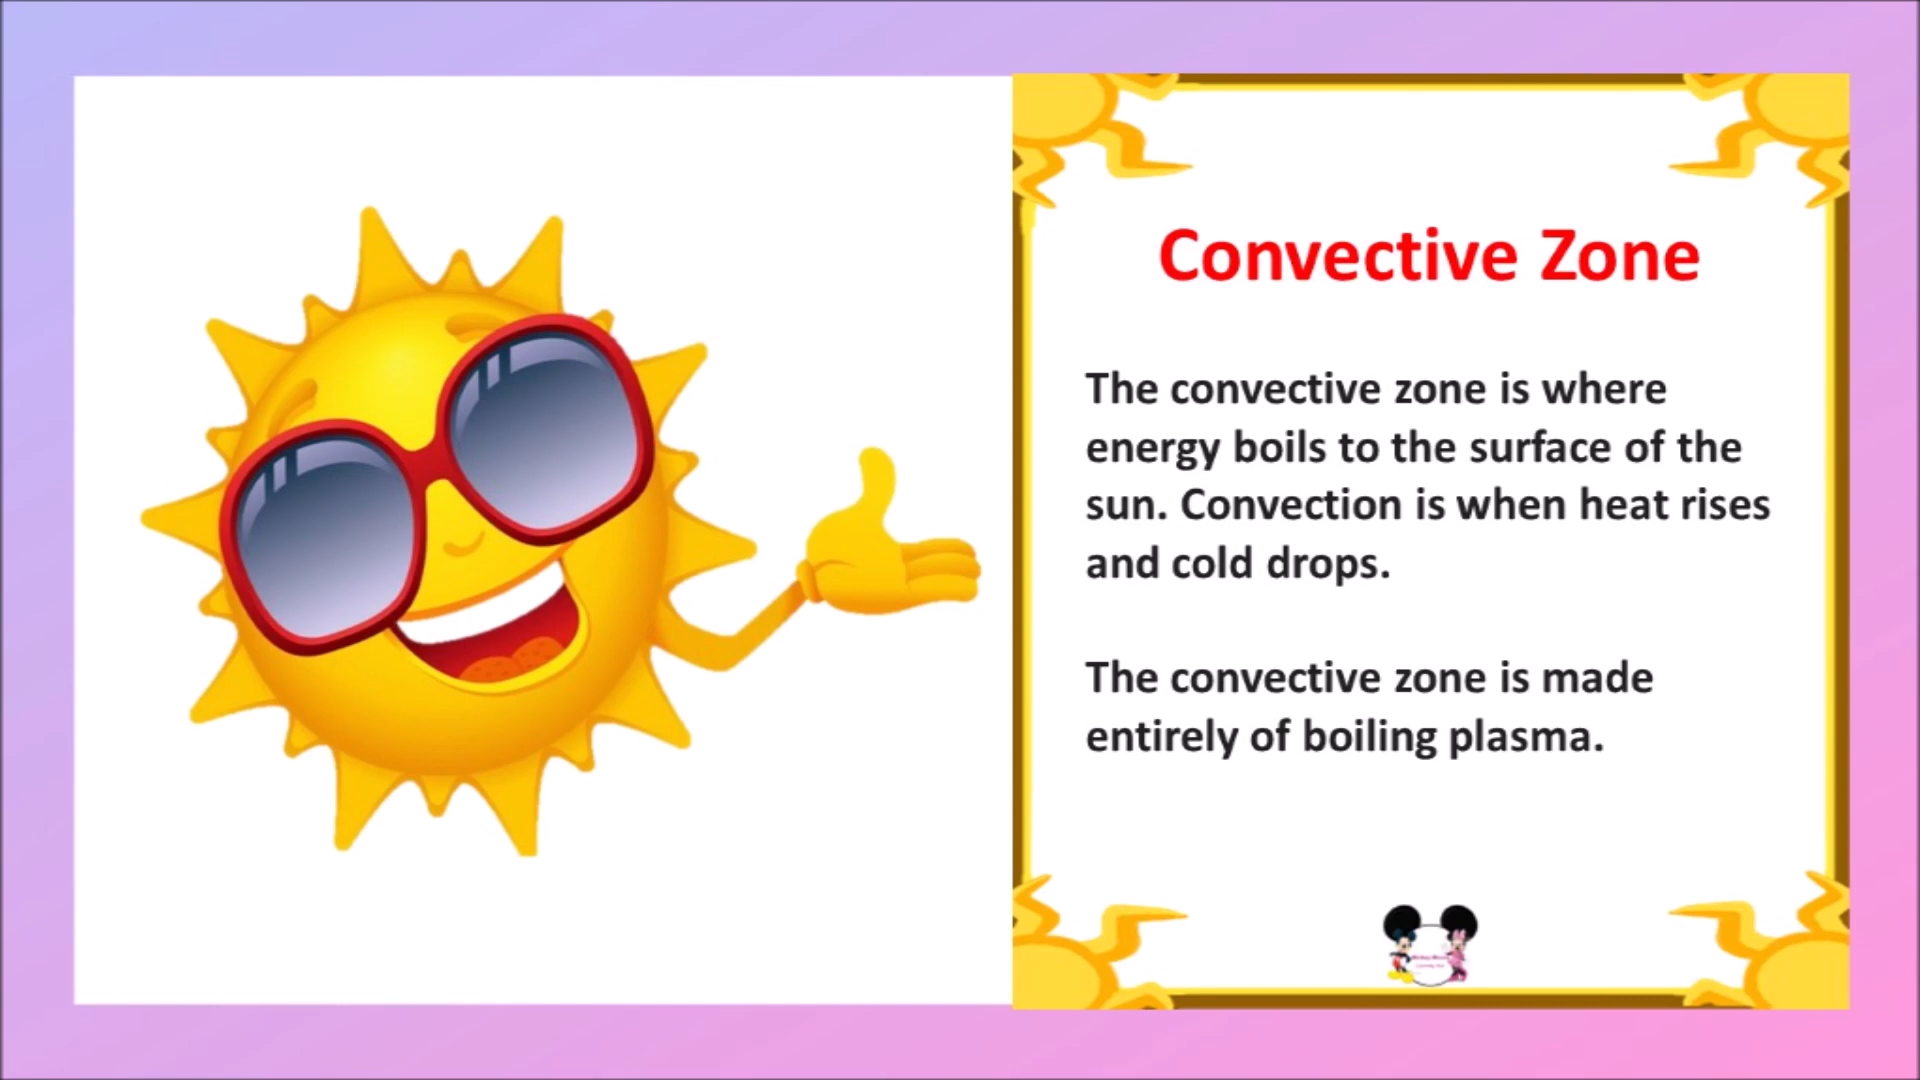 Convective Zone
The convective zone is where
energy boils to the surface of the
sun. Convection is when heat rises
and cold drops.
The convective zone is made
entirely of boiling plasma.